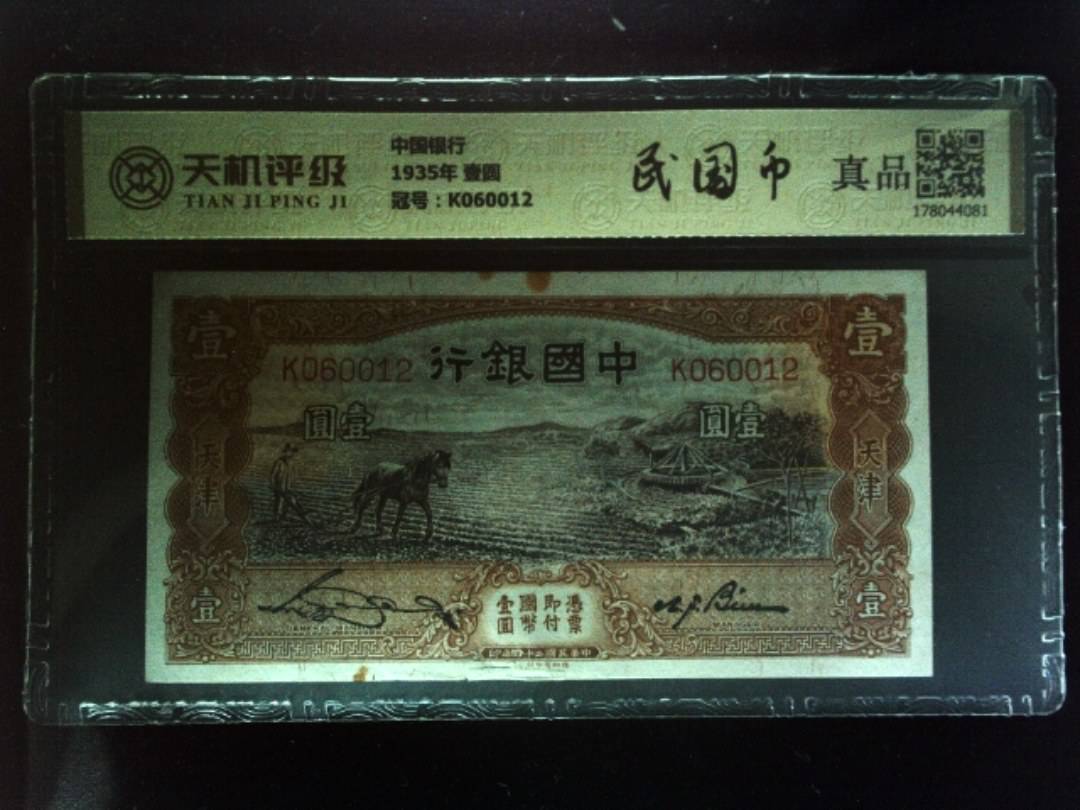 天机评级
TIAN JI PING JI
中国银行
1935年 壹圆
冠号：K060012
民国币
真品
178044081
壹
壹
K060012
行銀國中
K060012
圓壹
圓壹
天津
天津
憑票
即付
國幣
壹圓
壹
壹